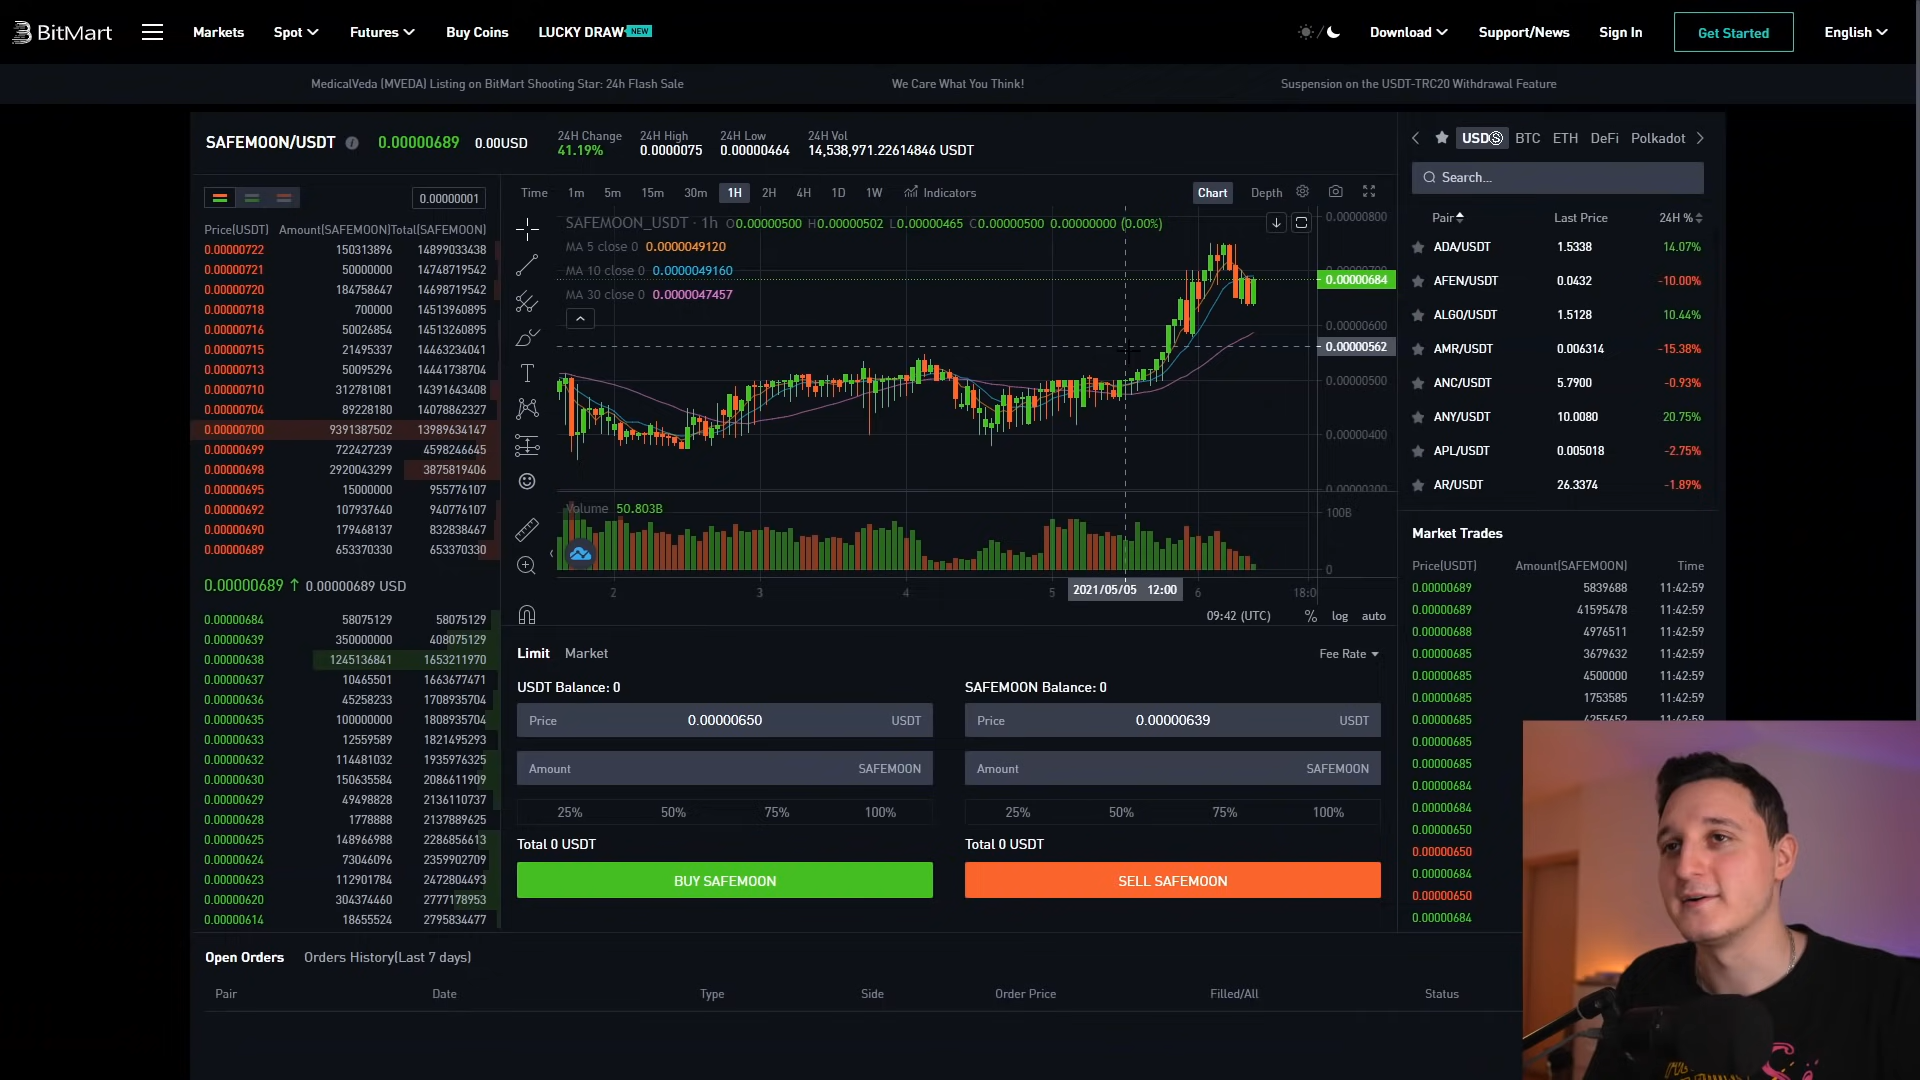 BitMart Markets Spot Futures Buy Coins LUCKY DRAW NEW Download Support/News Sign In Get Started English
MedicalVeda (MVEDA) Listing on BitMart Shooting Star: 24h Flash Sale We Care What You Think! Suspension on the USDT-TRC20 Withdrawal Feature
SAFEMOON/USDT 0.00000689 0.00USD
24H Change 24H High 24H Low 24H Vol
41.19% 0.0000075 0.00000464 14,538,971.22614846 USDT
0.00000001
Price(USDT) Amount(SAFEMOON) Total(SAFEMOON)
0.00000722 150313896 14899033438
0.00000721 50000000 14748719542
0.00000720 184758647 14698719542
0.00000718 700000 14513960895
0.00000716 50026854 14513260895
0.00000715 21495337 14463234041
0.00000713 50095296 14441738704
0.00000710 312781081 14391643408
0.00000704 89228180 14078862327
0.00000700 9391387502 13989634147
0.00000699 722427239 4598246645
0.00000698 2920043299 3875819406
0.00000695 15000000 955776107
0.00000692 107937640 940776107
0.00000690 179468137 832838467
0.00000689 653370330 653370330
0.00000689 ↑ 0.00000689 USD
0.00000684 58075129 58075129
0.00000639 350000000 408075129
0.00000638 1245136841 1653211970
0.00000637 10465501 1663677471
0.00000636 45258233 1708935704
0.00000635 100000000 1808935704
0.00000633 12559589 1821495293
0.00000632 114481032 1935976325
0.00000630 150635584 2086611909
0.00000629 49498828 2136110737
0.00000628 1778888 2137889625
0.00000625 148966988 2286856613
0.00000624 73046096 2359902709
0.00000623 112901784 2472804493
0.00000620 304374460 2777178953
0.00000614 18655524 2795834477
Time 1m 5m 15m 30m 1H 2H 4H 1D 1W Indicators Chart Depth
SAFEMOON_USDT · 1h O0.00000500 H0.00000502 L0.00000465 C0.00000500 0.00000000 (0.00%)
MA 5 close 0 0.0000049120
MA 10 close 0 0.0000049160
MA 30 close 0 0.0000047457
0.00000800
0.00000684
0.00000600
0.00000562
0.00000500
0.00000400
0.00000300
Volume 50.803B
100B
0
2 3 4 5 2021/05/05 12:00 6 18:0
09:42 (UTC) % log auto
Limit Market Fee Rate
USDT Balance: 0
Price 0.00000650 USDT
Amount SAFEMOON
25% 50% 75% 100%
Total 0 USDT
BUY SAFEMOON
SAFEMOON Balance: 0
Price 0.00000639 USDT
Amount SAFEMOON
25% 50% 75% 100%
Total 0 USDT
SELL SAFEMOON
BTC ETH DeFi Polkadot
Search...
Pair Last Price 24H %
ADA/USDT 1.5338 14.07%
AFEN/USDT 0.0432 -10.00%
ALGO/USDT 1.5128 10.44%
AMR/USDT 0.006314 -15.38%
ANC/USDT 5.7900 -0.93%
ANY/USDT 10.0080 20.75%
APL/USDT 0.005018 -2.75%
AR/USDT 26.3374 -1.89%
Market Trades
Price(USDT) Amount(SAFEMOON) Time
0.00000689 5839688 11:42:59
0.00000689 41595478 11:42:59
0.00000688 4976511 11:42:59
0.00000685 3679632 11:42:59
0.00000685 4500000 11:42:59
0.00000685 1753585 11:42:59
0.00000685 4255652 11:42:59
0.00000685
0.00000685
0.00000684
0.00000684
0.00000650
0.00000650
0.00000684
0.00000650
0.00000684
Open Orders Orders History(Last 7 days)
Pair Date Type Side Order Price Filled/All Status